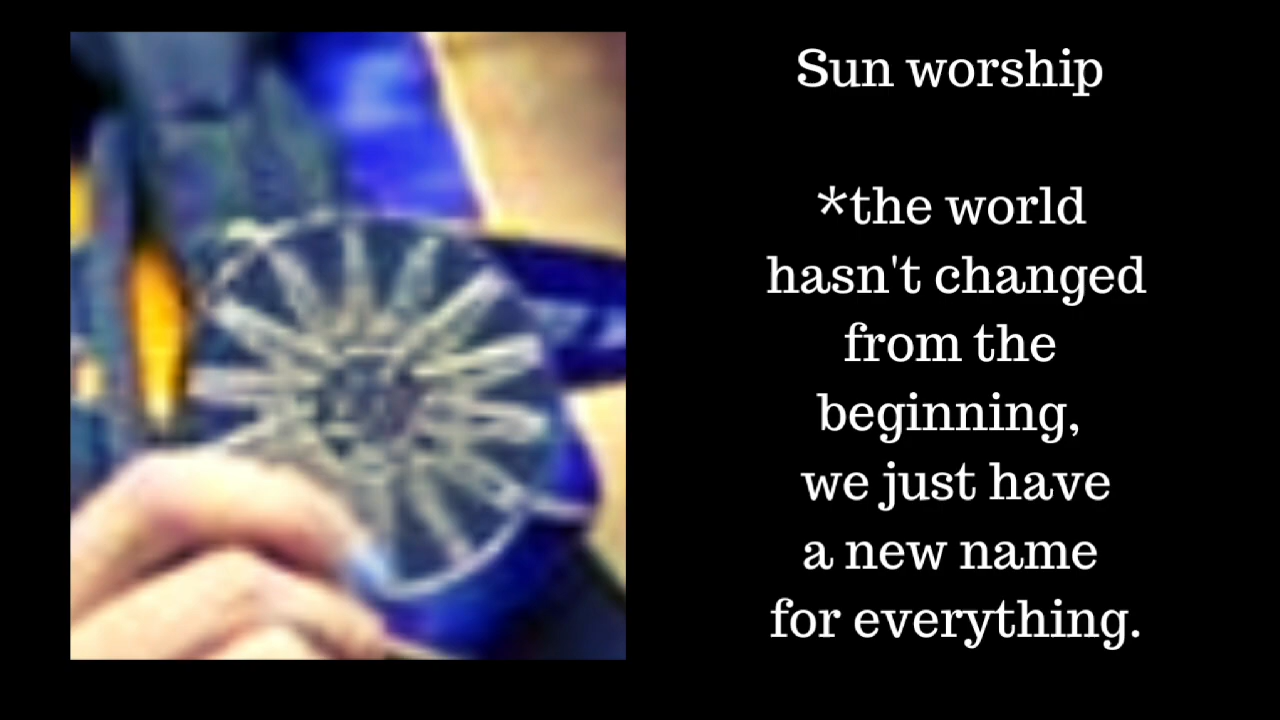 Sun worship
*the world
hasn't changed
from the
beginning,
we just have
a new name
for everything.